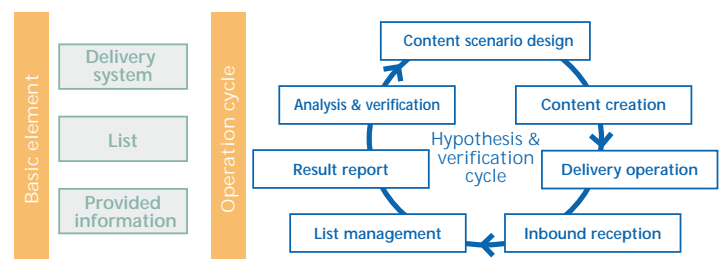 Basic element
Delivery
system
List
Provided
information
Operation cycle
Content scenario design
Content creation
Delivery operation
Inbound reception
List management
Result report
Analysis & verification
Hypothesis &
verification
cycle